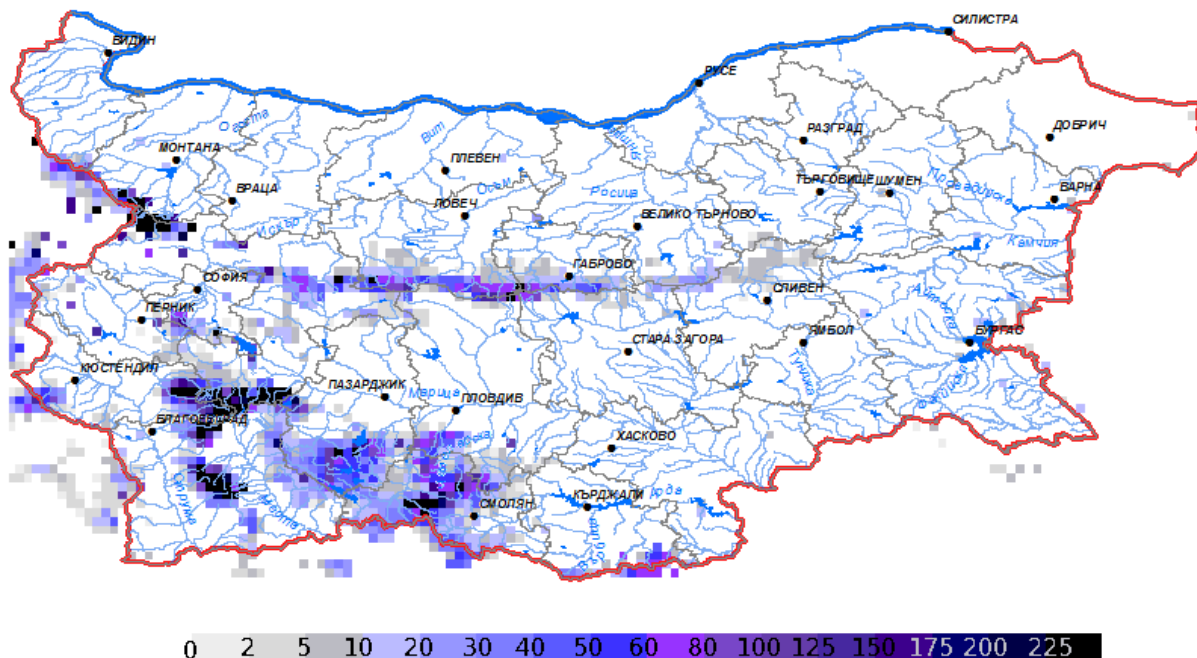 СИЛИСТРА
ВИДИН
РУСЕ
Огоста
Вит
РАЗГРАД
ДОБРИЧ
МОНТАНА
ПЛЕВЕН
Осъм
ВРАЦА
Росица
ТЪРГОВИЩЕ
ШУМЕН
Провадийска
ВАРНА
ЛОВЕЧ
ВЕЛИКО ТЪРНОВО
Искър
Камчия
СОФИЯ
ГАБРОВО
ПЕРНИК
СЛИВЕН
ЯМБОЛ
БУРГАС
СТАРА ЗАГОРА
Тунджа
КЮСТЕНДИЛ
ПАЗАРДЖИК
Марица
ПЛОВДИВ
БЛАГОЕВГРАД
ХАСКОВО
Струма
Места
СМОЛЯН
КЪРДЖАЛИ
0 2 5 10 20 30 40 50 60 80 100 125 150 175 200 225